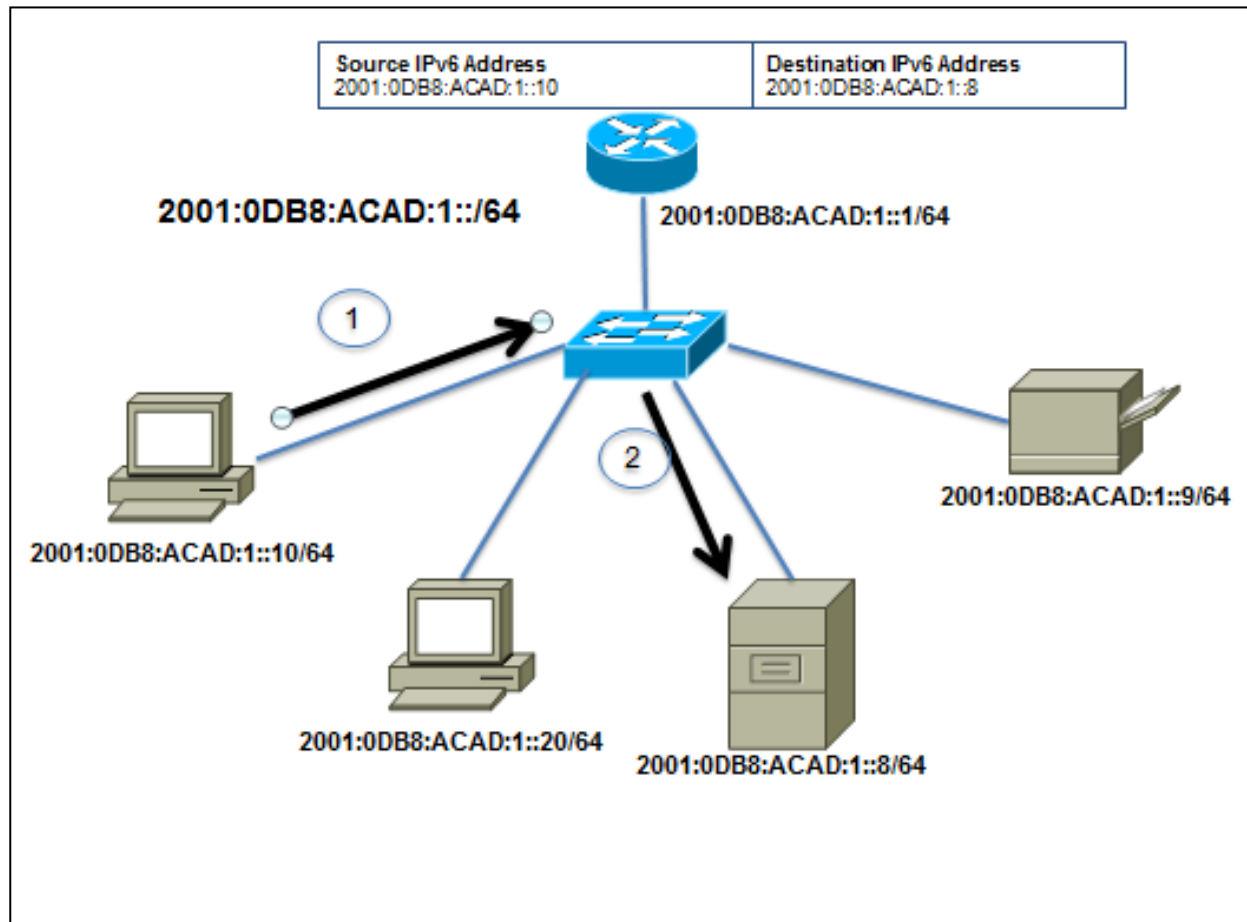 Source IPv6 Address
2001:0DB8:ACAD:1::10
Destination IPv6 Address
2001:0DB8:ACAD:1::8
2001:0DB8:ACAD:1::/64
2001:0DB8:ACAD:1::1/64
1
2
2001:0DB8:ACAD:1::9/64
2001:0DB8:ACAD:1::10/64
2001:0DB8:ACAD:1::20/64
2001:0DB8:ACAD:1::8/64